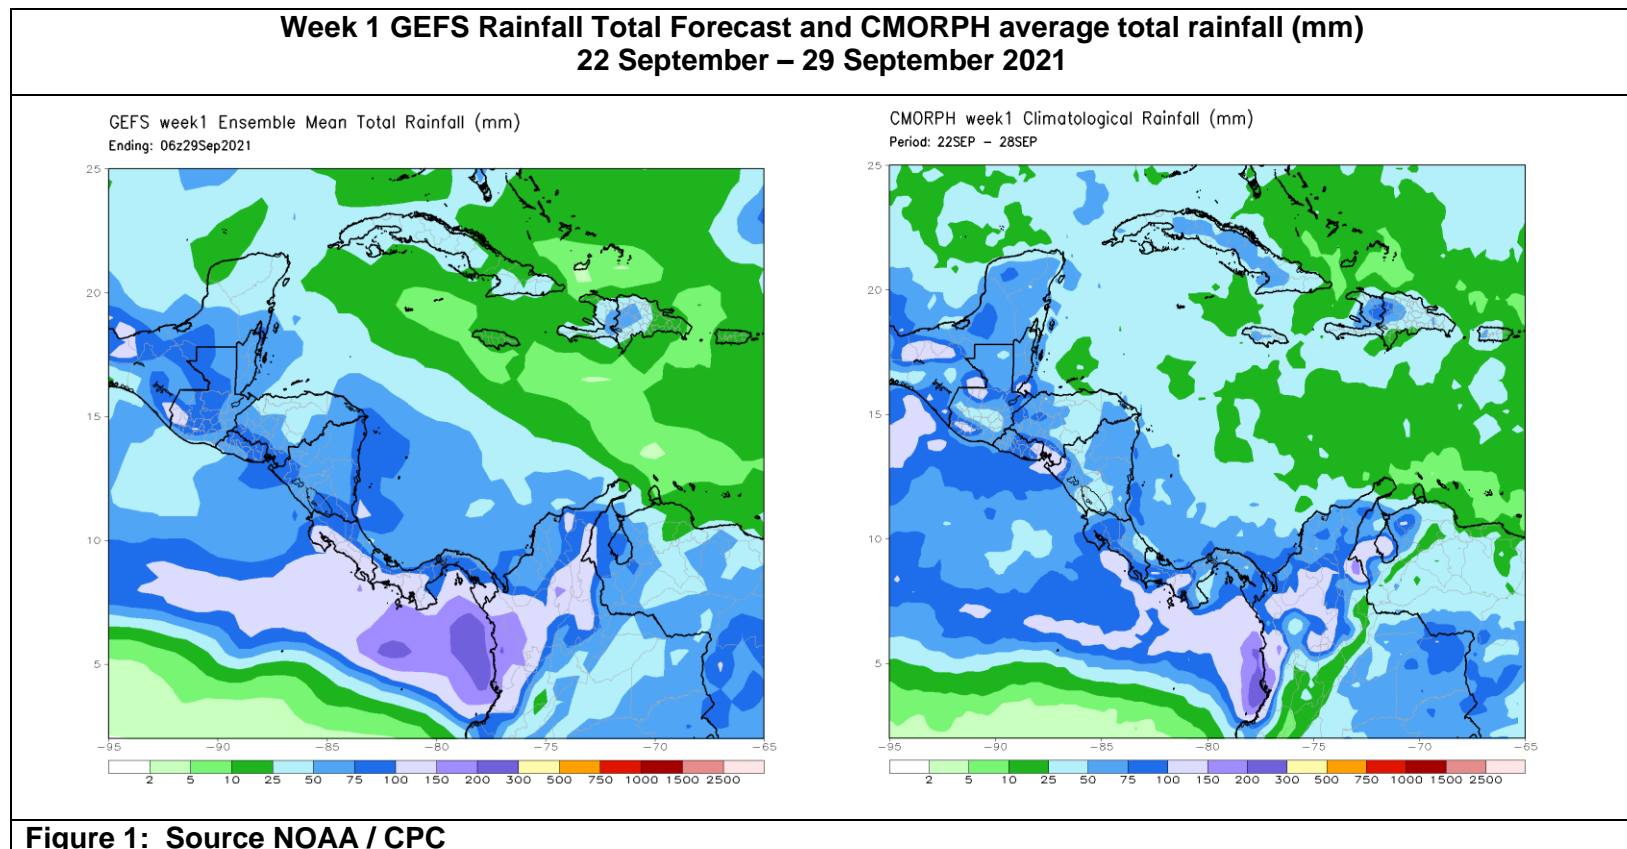 Week 1 GEFS Rainfall Total Forecast and CMORPH average total rainfall (mm)
22 September – 29 September 2021
GEFS week1 Ensemble Mean Total Rainfall (mm)
Ending: 06z29Sep2021
25
20
15
10
5
-95 -90 -85 -80 -75 -70 -65
2 5 10 25 50 75 100 150 200 300 500 750 1000 1500 2500
CMORPH week1 Climatological Rainfall (mm)
Period: 22SEP - 28SEP
25
20
15
10
5
-95 -90 -85 -80 -75 -70 -65
2 5 10 25 50 75 100 150 200 300 500 750 1000 1500 2500
Figure 1: Source NOAA / CPC